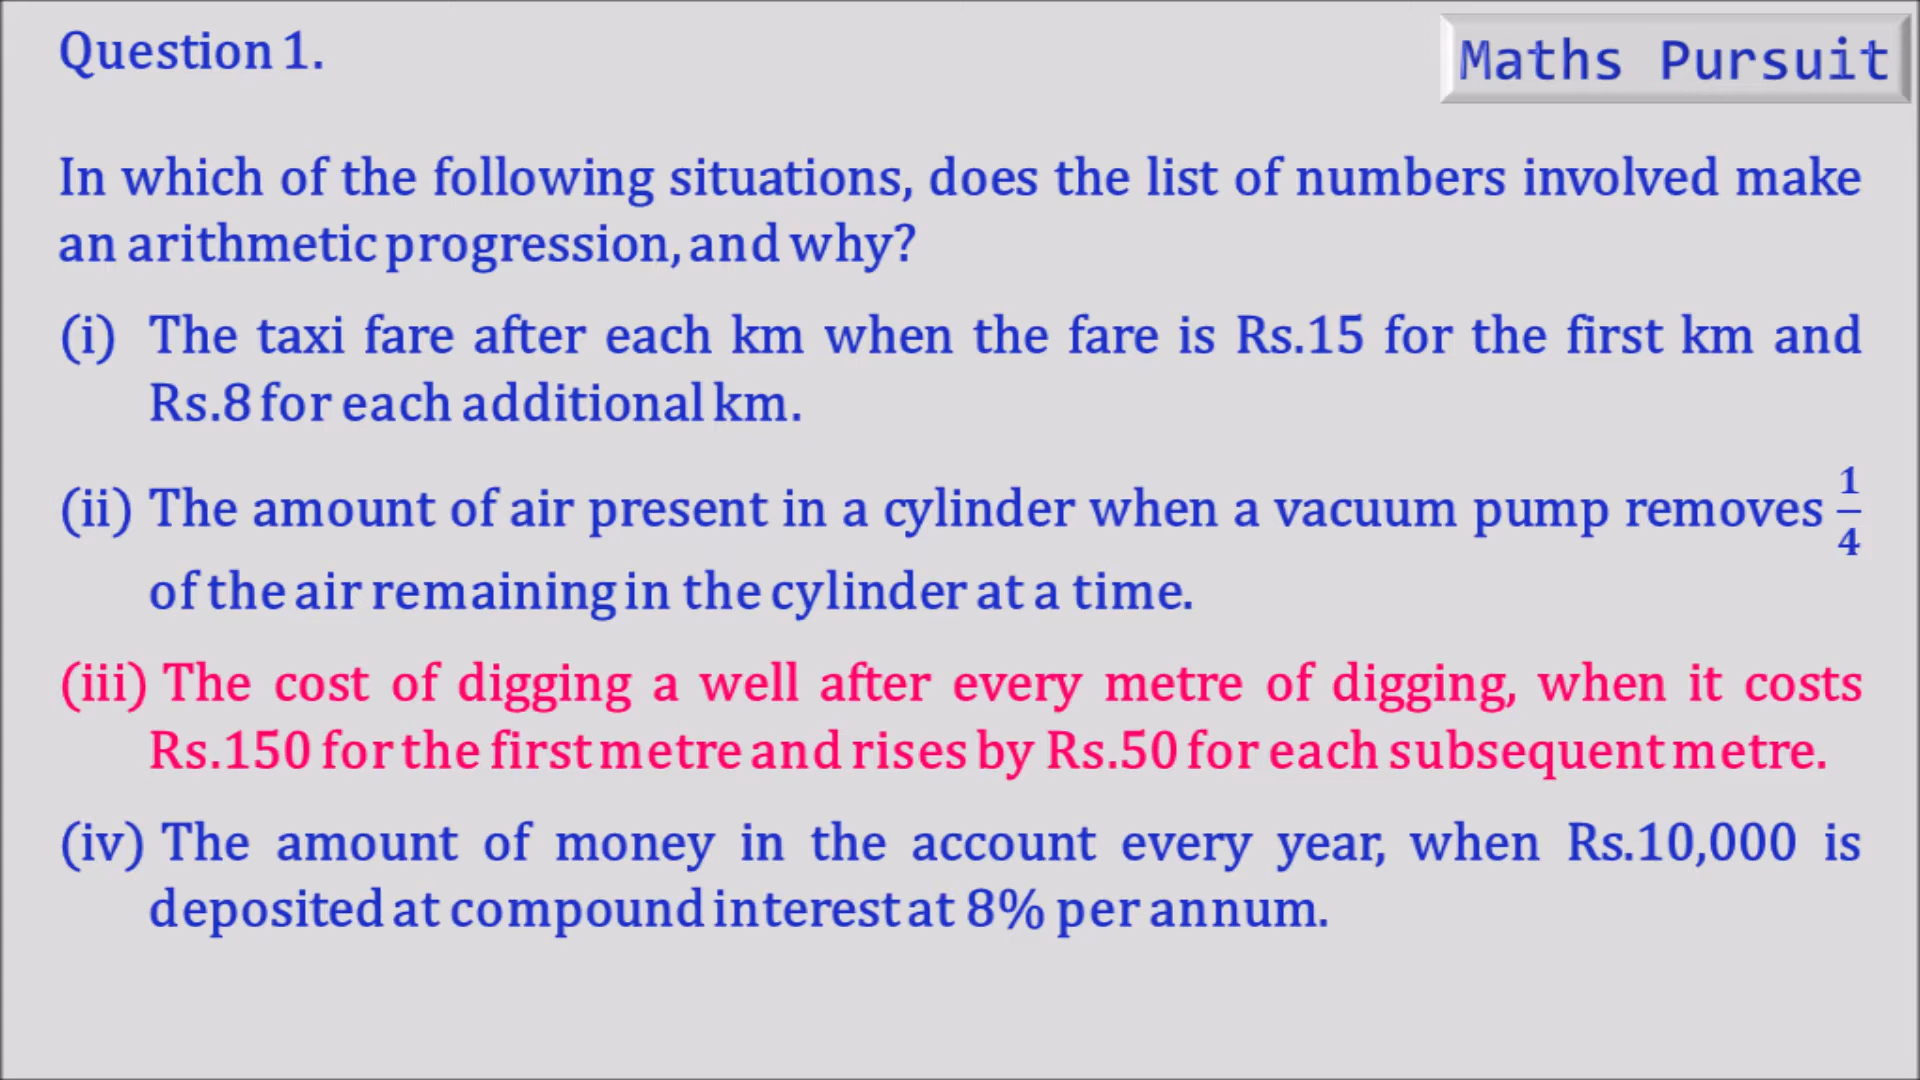 Question 1.
Maths Pursuit
In which of the following situations, does the list of numbers involved make
an arithmetic progression, and why?
(i) The taxi fare after each km when the fare is Rs.15 for the first km and
Rs.8 for each additional km.
(ii) The amount of air present in a cylinder when a vacuum pump removes 1/4
of the air remaining in the cylinder at a time.
(iii) The cost of digging a well after every metre of digging, when it costs
Rs.150 for the first metre and rises by Rs.50 for each subsequent metre.
(iv) The amount of money in the account every year, when Rs.10,000 is
deposited at compound interest at 8% per annum.